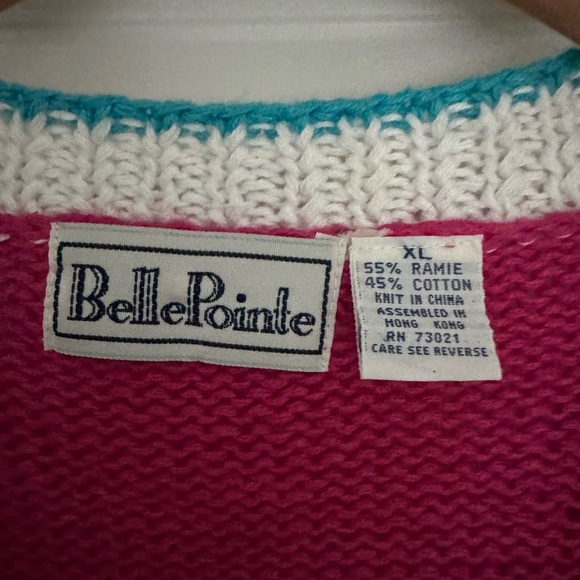 BellePointe
XL
55% RAMIE
45% COTTON
KNIT IN CHINA
ASSEMBLED IN
HONG KONG
RN 73021
CARE SEE REVERSE